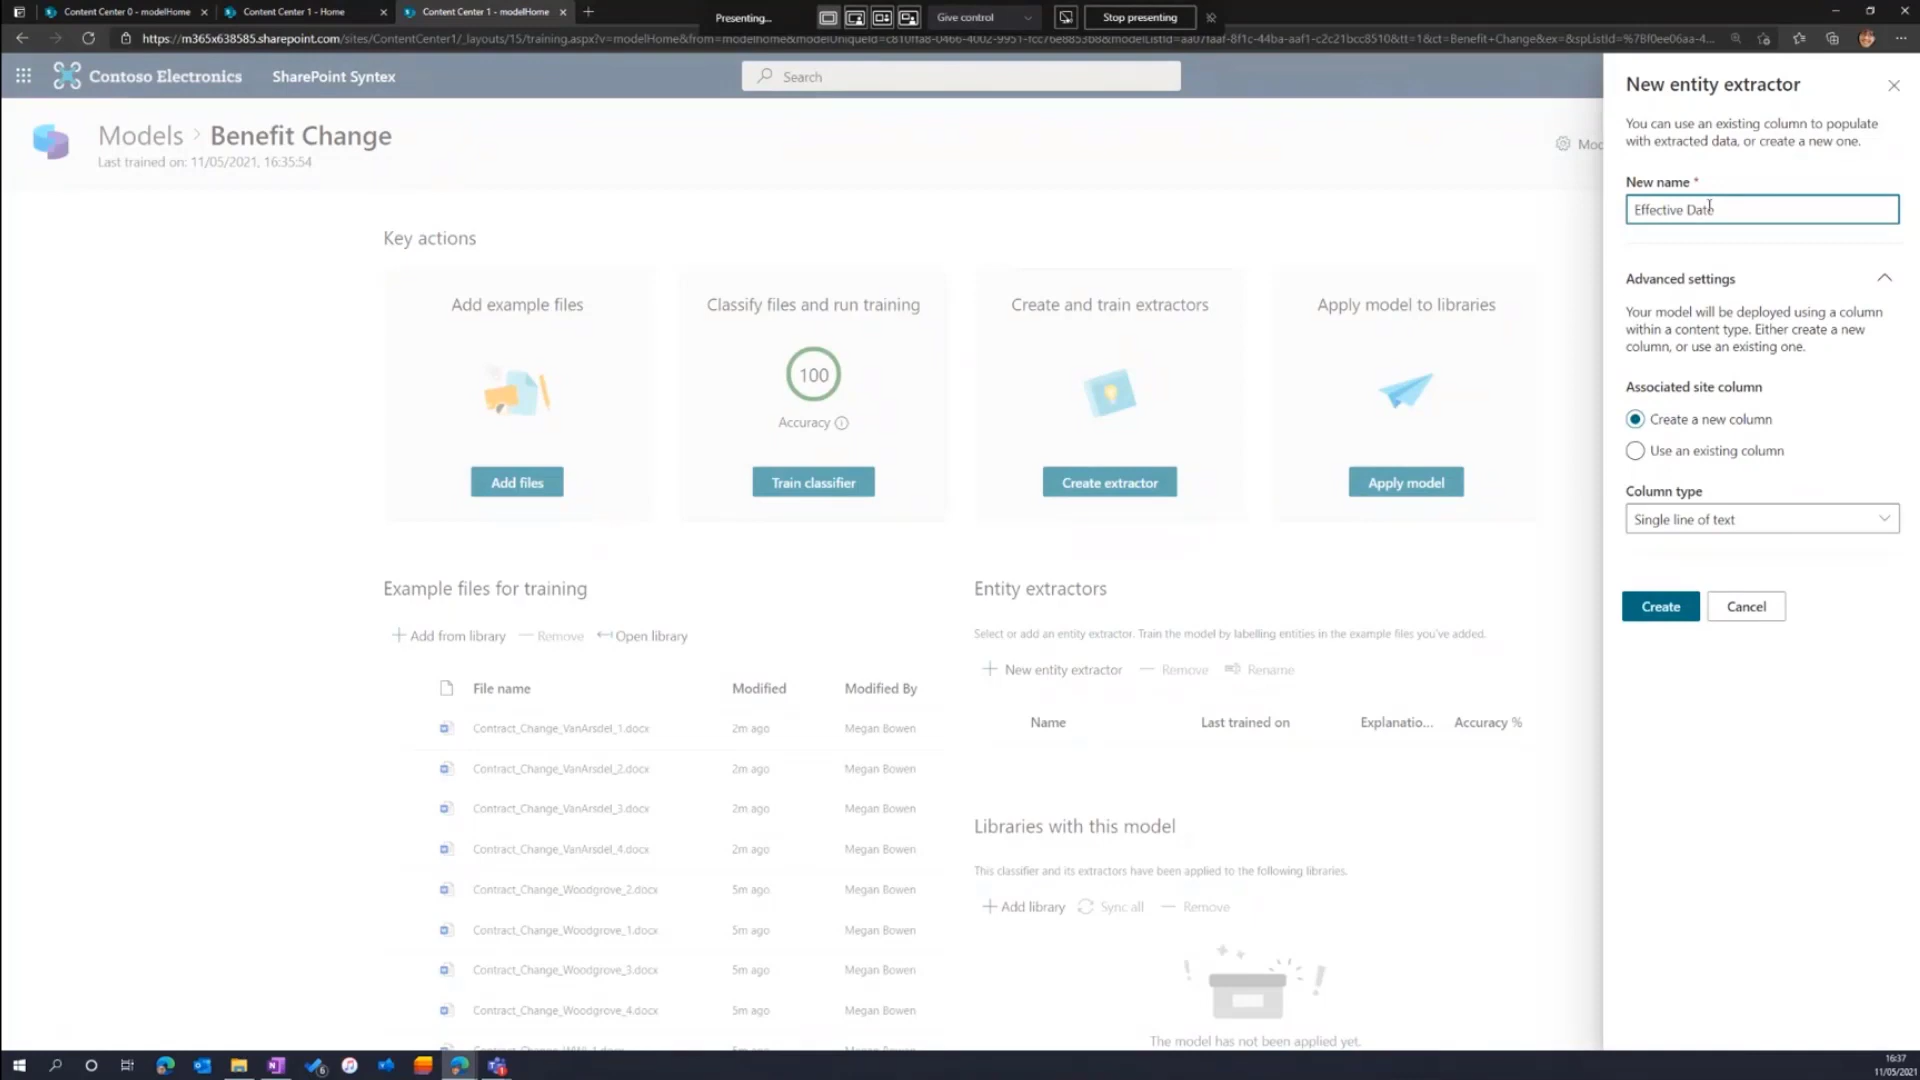 Content Center 0 - modelHome
Content Center 1 - Home
Content Center 1 - modelHome
Presenting...
Give control
Stop presenting
Contoso Electronics
SharePoint Syntex
Search
Models > Benefit Change
Last trained on: 11/05/2021, 16:35:54
Key actions
Add example files
Add files
Classify files and run training
100
Accuracy
Train classifier
Create and train extractors
Create extractor
Apply model to libraries
Apply model
Example files for training
Add from library
Remove
Open library
File name
Modified
Modified By
Contract_Change_VanArsdel_1.docx
2m ago
Megan Bowen
Contract_Change_VanArsdel_2.docx
2m ago
Megan Bowen
Contract_Change_VanArsdel_3.docx
2m ago
Megan Bowen
Contract_Change_VanArsdel_4.docx
2m ago
Megan Bowen
Contract_Change_Woodgrove_2.docx
5m ago
Megan Bowen
Contract_Change_Woodgrove_1.docx
5m ago
Megan Bowen
Contract_Change_Woodgrove_3.docx
5m ago
Megan Bowen
Contract_Change_Woodgrove_4.docx
5m ago
Megan Bowen
Entity extractors
Select or add an entity extractor. Train the model by labelling entities in the example files you've added.
New entity extractor
Remove
Rename
Name
Last trained on
Explanatio...
Accuracy %
Libraries with this model
This classifier and its extractors have been applied to the following libraries.
Add library
Sync all
Remove
The model has not been applied yet.
New entity extractor
You can use an existing column to populate
with extracted data, or create a new one.
New name *
Effective Date
Advanced settings
Your model will be deployed using a column
within a content type. Either create a new
column, or use an existing one.
Associated site column
Create a new column
Use an existing column
Column type
Single line of text
Create
Cancel
16:37
11/05/2021